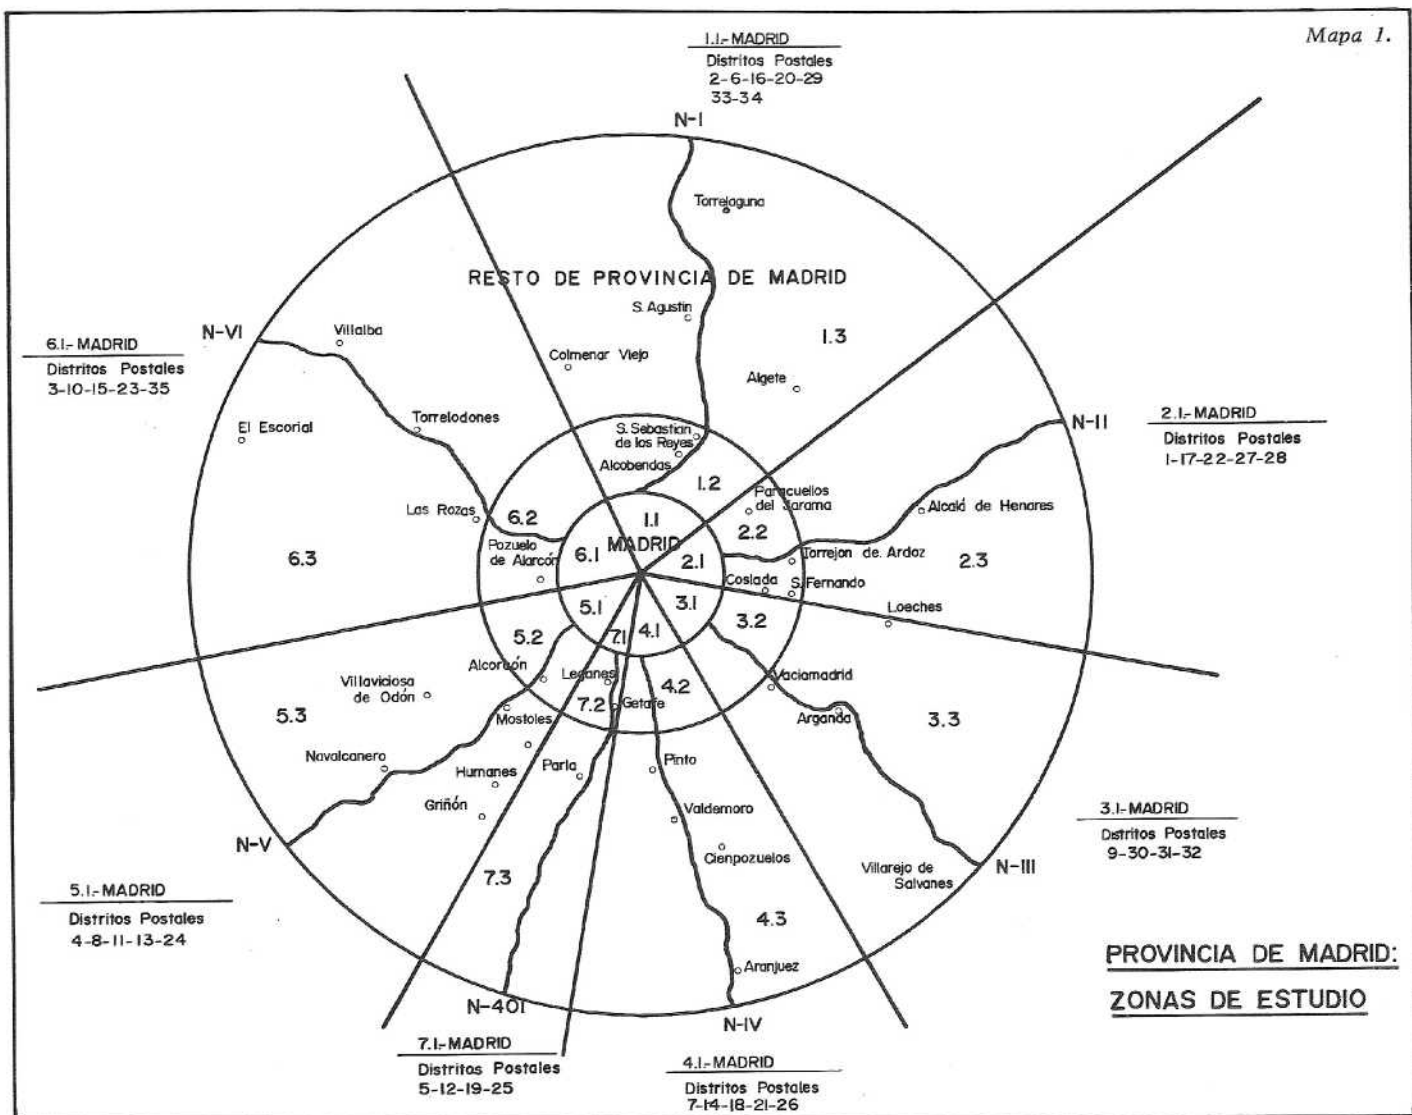 Mapa 1.
1.1.-MADRID
Distritos Postales
2-6-16-20-29
33-34
N-I
Torrelaguna
RESTO DE PROVINCIA DE MADRID
S. Agustin
1.3
N-VI
Villalba
6.1.-MADRID
Distritos Postales
3-10-15-23-35
Colmenar Viejo
Algete
El Escorial
Torrelodones
S. Sebastian
de los Reyes
Alcobendas
N-II
2.1.-MADRID
Distritos Postales
1-17-22-27-28
1.2
Paracuellos
del Jarama
2.2
Alcalá de Henares
Las Rozas
6.2
1.1
MADRID
Pozuelo
de Alarcón
6.1
2.1
Torrejon de. Ardoz
6.3
2.3
Coslada
S. Fernando
Loeches
5.1
3.1
3.2
7.1
4.1
5.2
Alcorcón
Leganes
4.2
Vaciamadrid
Villaviciosa
de Odón
7.2
Getafe
5.3
Mostoles
Arganda
3.3
Navalcanero
Humanes
Parla
Pinto
Griñón
Valdemoro
3.1.-MADRID
Distritos Postales
9-30-31-32
N-V
Cienpozuelos
Villarejo de
Salvanes
N-III
5.1.-MADRID
Distritos Postales
4-8-11-13-24
7.3
4.3
Aranjuez
PROVINCIA DE MADRID:
ZONAS DE ESTUDIO
N-401
N-IV
7.1.-MADRID
Distritos Postales
5-12-19-25
4.1.-MADRID
Distritos Postales
7-14-18-21-26